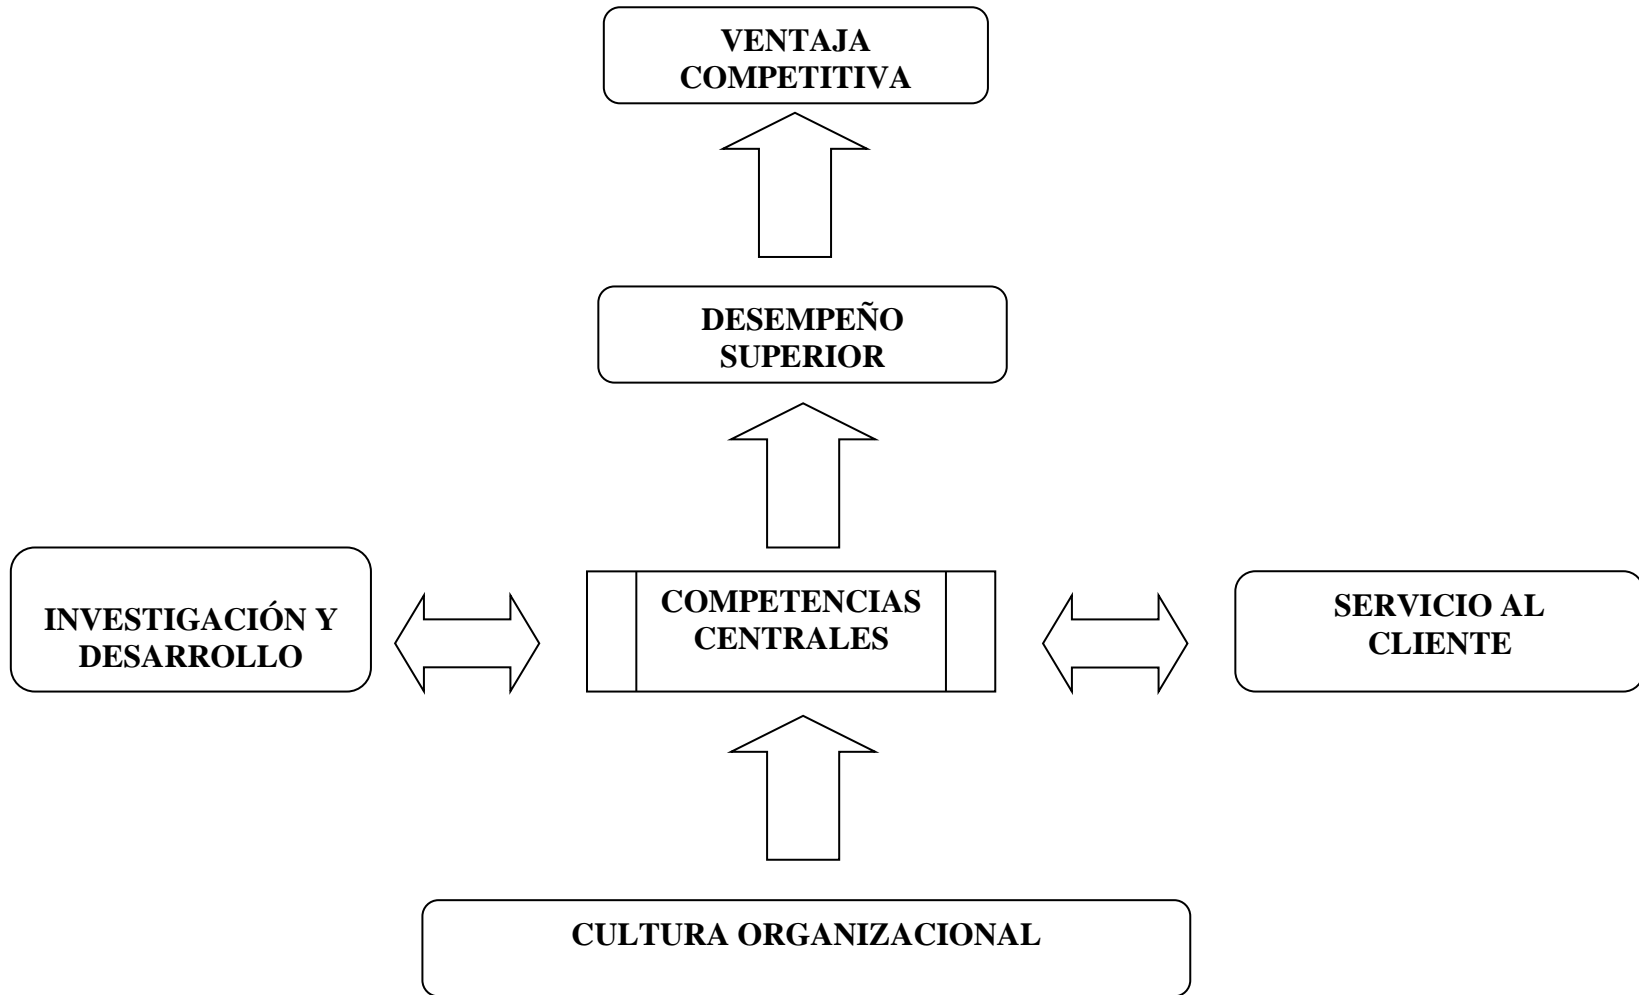 VENTAJA
COMPETITIVA
DESEMPEÑO
SUPERIOR
INVESTIGACIÓN Y
DESARROLLO
COMPETENCIAS
CENTRALES
SERVICIO AL
CLIENTE
CULTURA ORGANIZACIONAL